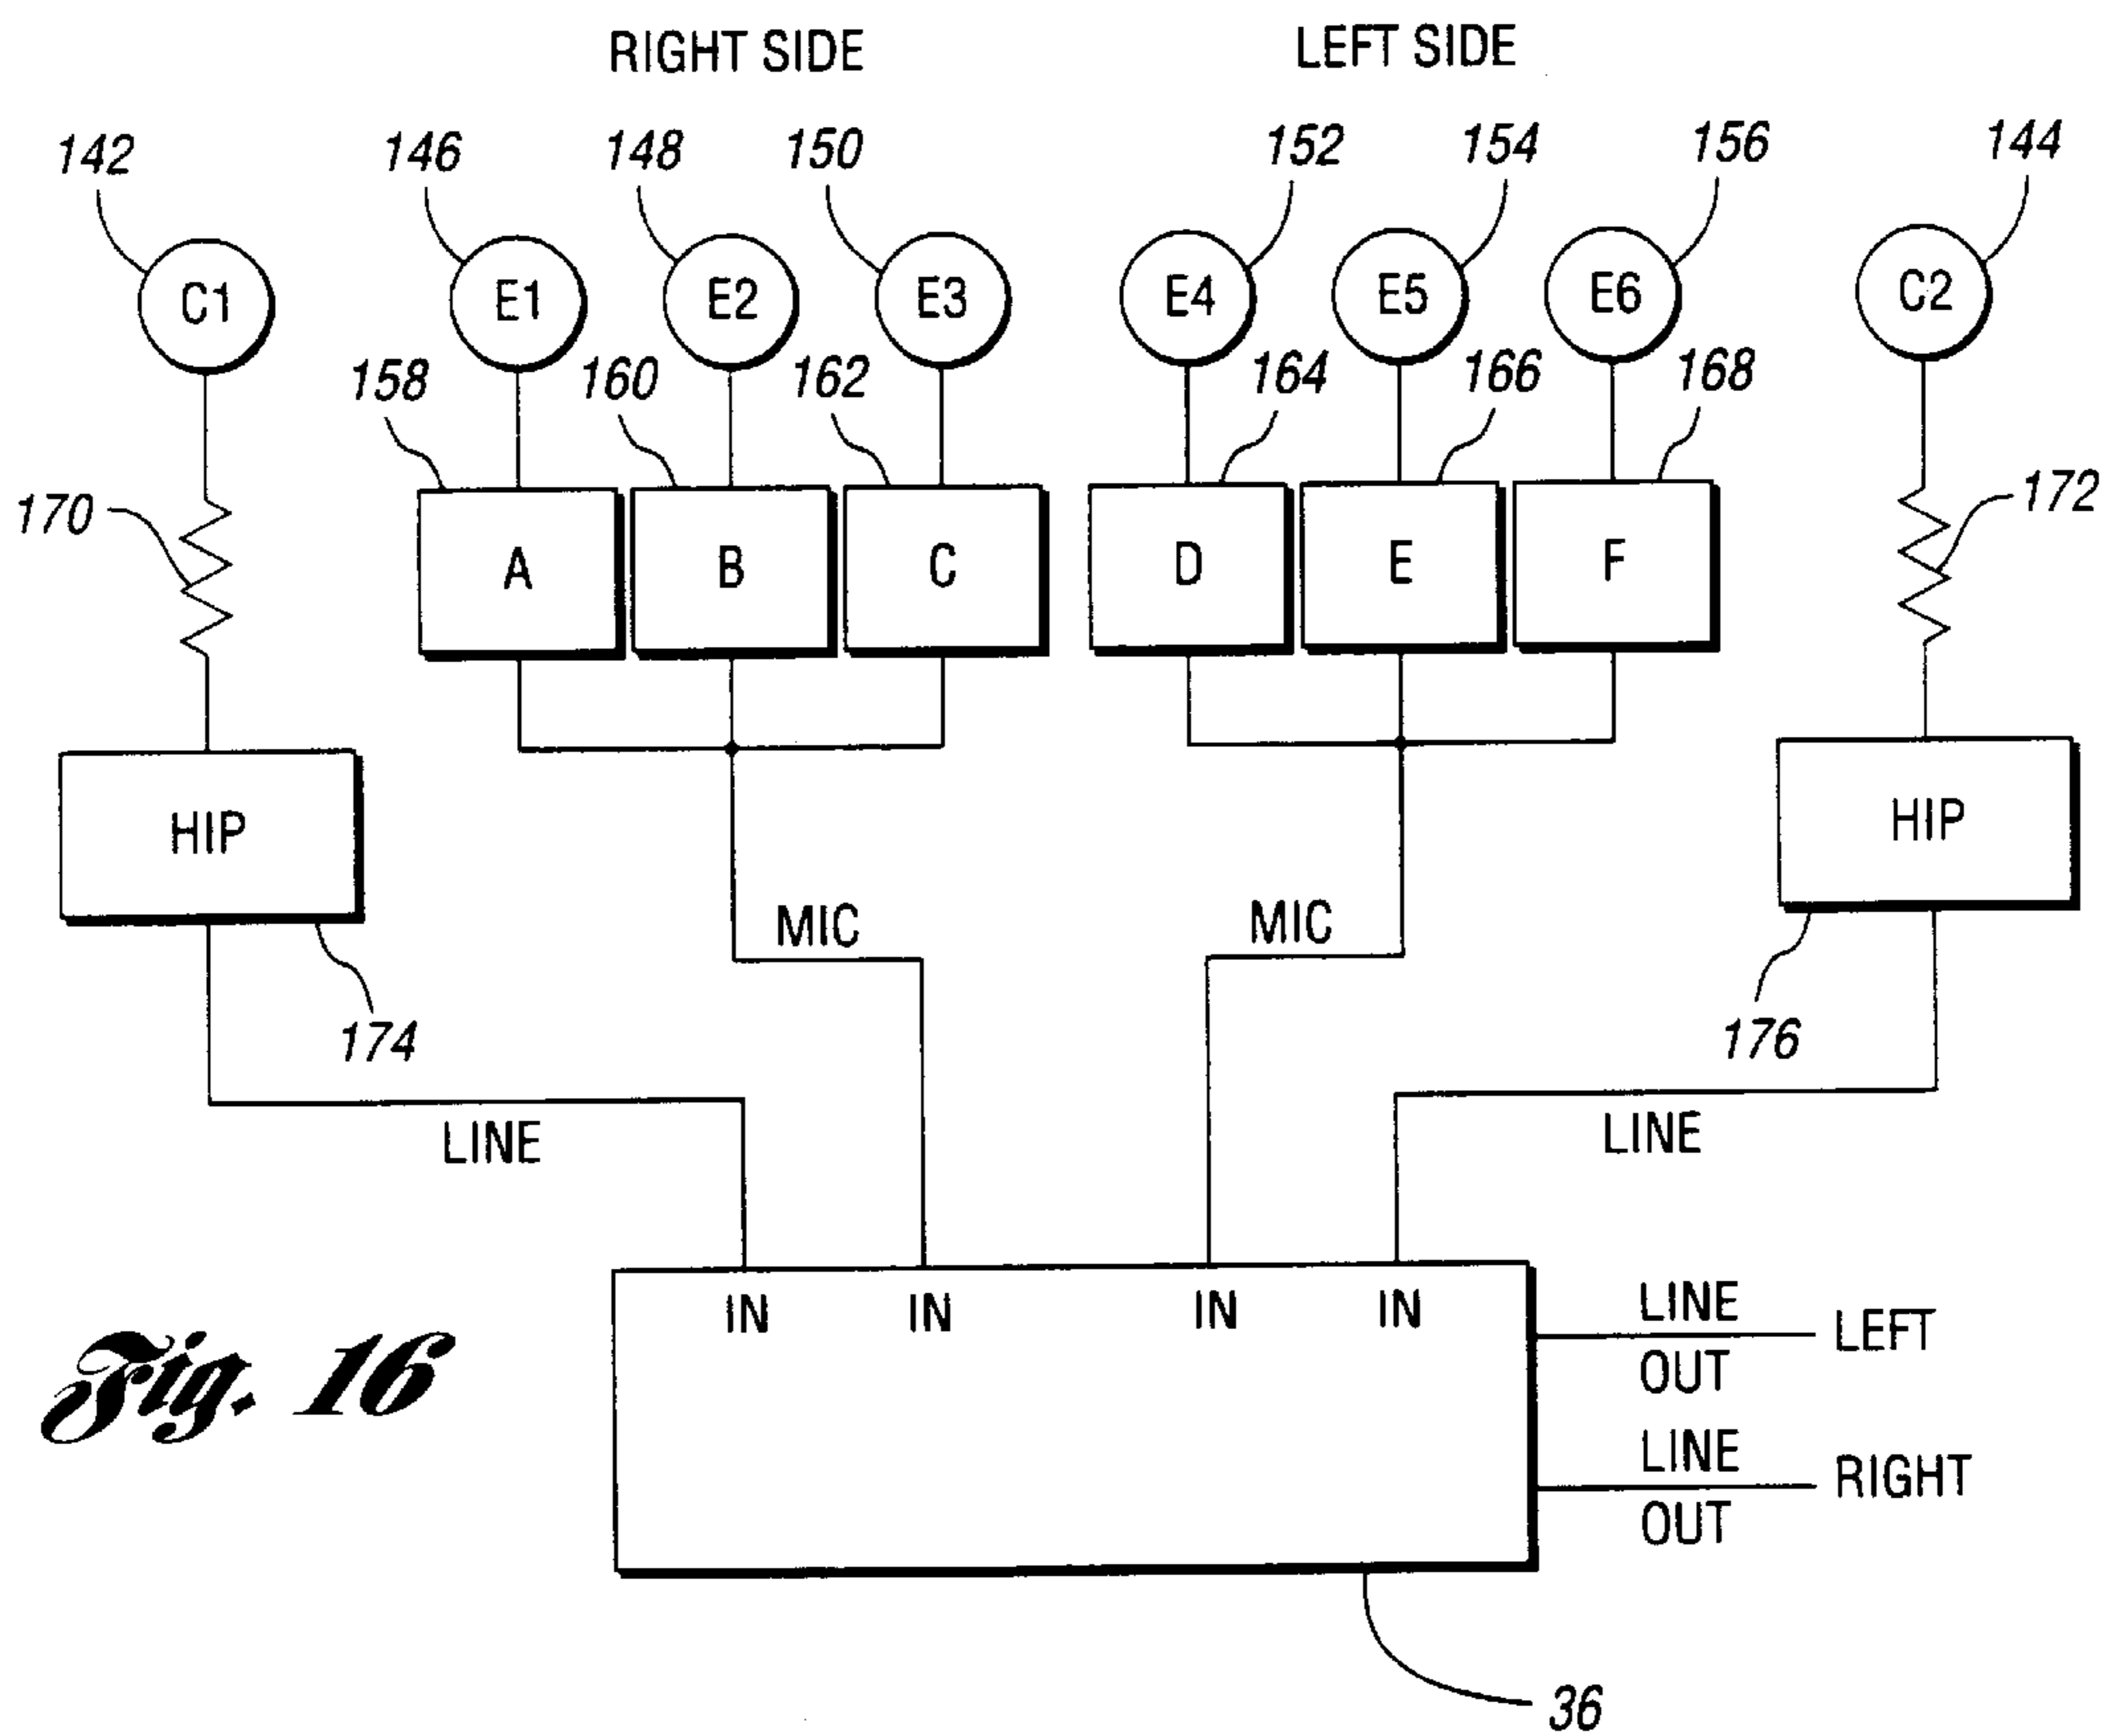 RIGHT SIDE LEFT SIDE
142 146 148 150 152 154 156 144
C1 E1 E2 E3 E4 E5 E6 C2
158 160 162 164 166 168
170 172
A B C D E F
HIP HIP
MIC MIC
174 176
LINE LINE
IN IN IN IN
LINE OUT LEFT
LINE OUT RIGHT
Fig. 16
36